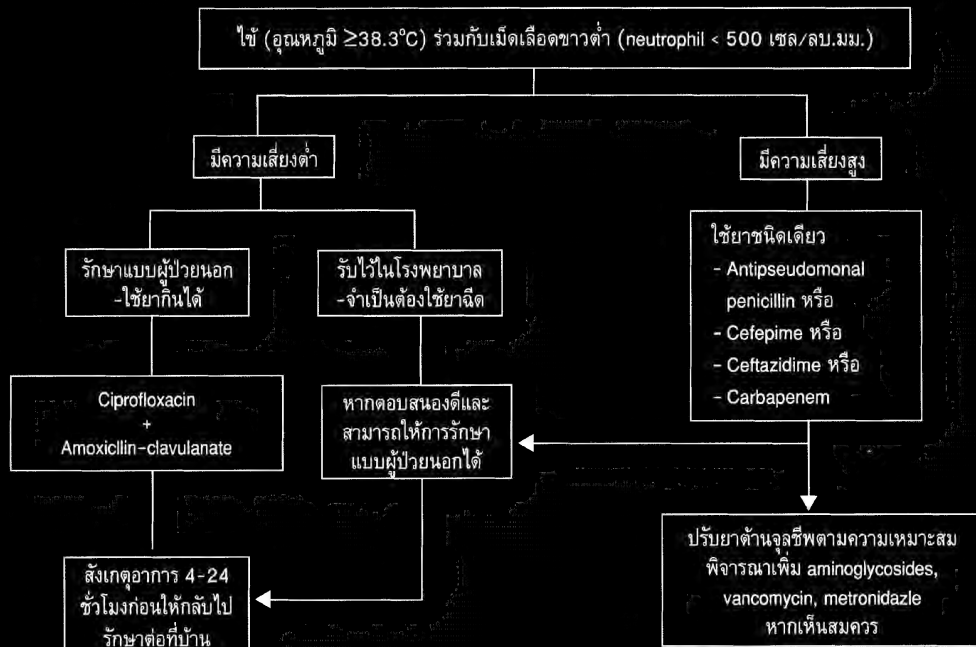 ไข้ (อุณหภูมิ ≥38.3°C) ร่วมกับเม็ดเลือดขาวต่ำ (neutrophil < 500 เซล/ลบ.มม.)
มีความเสี่ยงต่ำ
มีความเสี่ยงสูง
รักษาแบบผู้ป่วยนอก
-ใช้ยากินได้
รับไว้ในโรงพยาบาล
-จำเป็นต้องใช้ยาฉีด
ใช้ยาชนิดเดียว
- Antipseudomonal
penicillin หรือ
- Cefepime หรือ
- Ceftazidime หรือ
- Carbapenem
Ciprofloxacin
+
Amoxicllin-clavulanate
หากตอบสนองดีและ
สามารถให้การรักษา
แบบผู้ป่วยนอกได้
สังเกตุอาการ 4-24
ชั่วโมงก่อนให้กลับไป
รักษาต่อที่บ้าน
ปรับยาต้านจุลชีพตามความเหมาะสม
พิจารณาเพิ่ม aminoglycosides,
vancomycin, metronidazle
หากเห็นสมควร